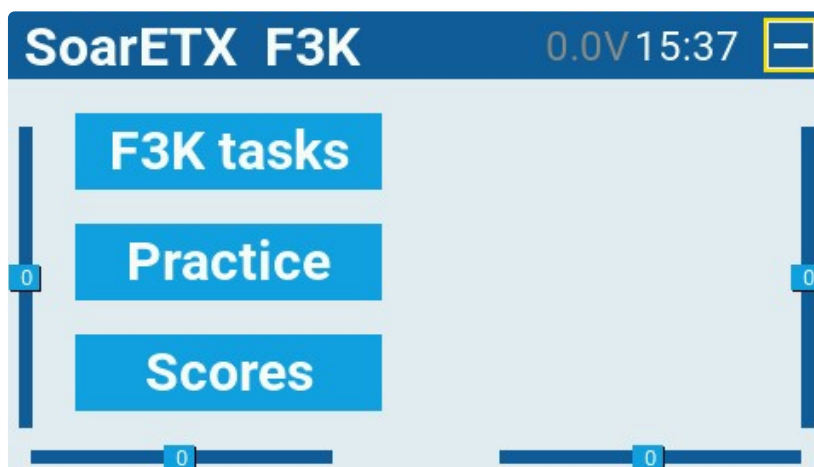 SoarETX F3K 0.0V 15:37
F3K tasks
Practice
0 0
Scores
0 0